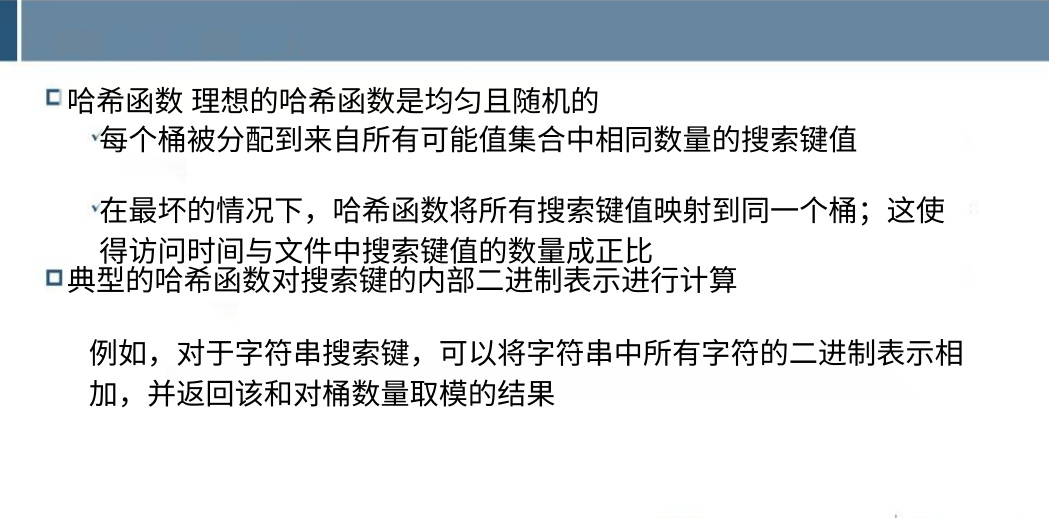 哈希函数 理想的哈希函数是均匀且随机的
每个桶被分配到来自所有可能值集合中相同数量的搜索键值
在最坏的情况下，哈希函数将所有搜索键值映射到同一个桶；这使
得访问时间与文件中搜索键值的数量成正比
典型的哈希函数对搜索键的内部二进制表示进行计算
例如，对于字符串搜索键，可以将字符串中所有字符的二进制表示相
加，并返回该和对桶数量取模的结果